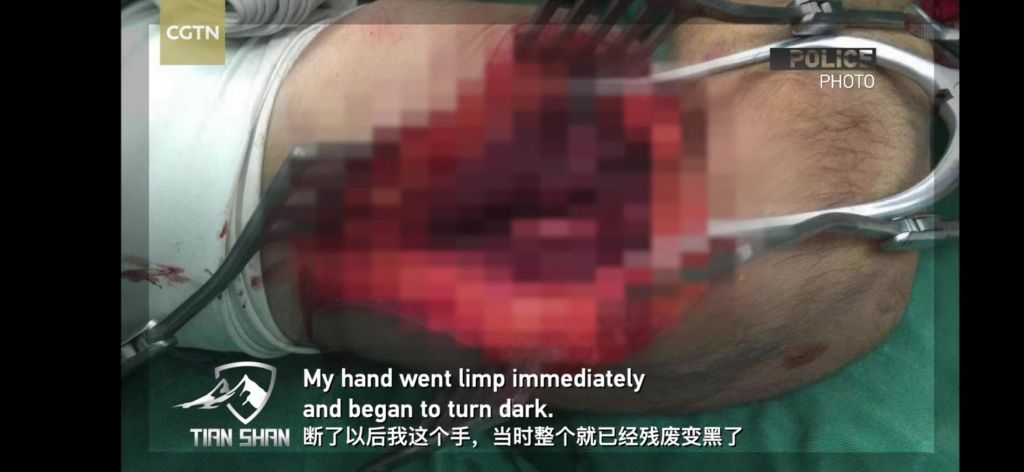 CGTN
POLICE
PHOTO
TIAN SHAN
My hand went limp immediately
and began to turn dark.
断了以后我这个手，当时整个就已经残废变黑了